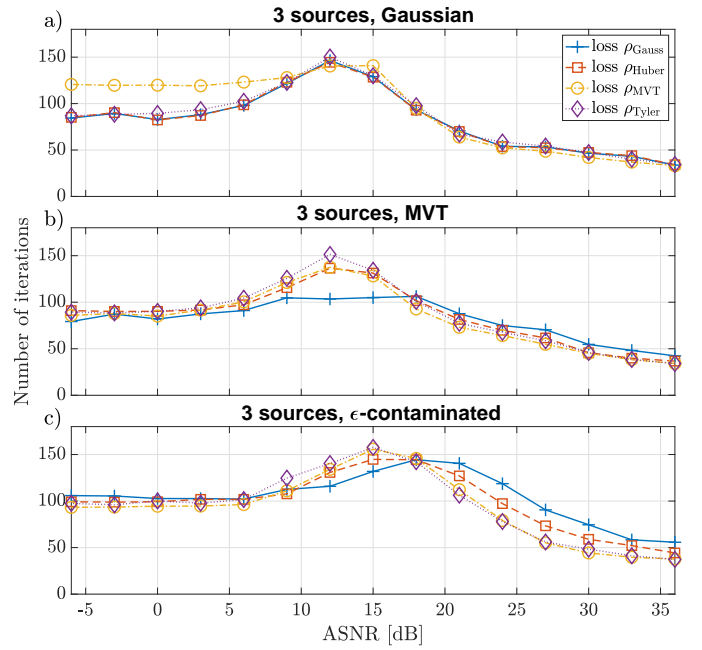 a)
3 sources, Gaussian
150
100
50
0
loss ρGauss
loss ρHuber
loss ρMVT
loss ρTyler
b)
3 sources, MVT
150
100
50
0
Number of iterations
c)
3 sources, ϵ-contaminated
150
100
50
0
-5 0 5 10 15 20 25 30 35
ASNR [dB]